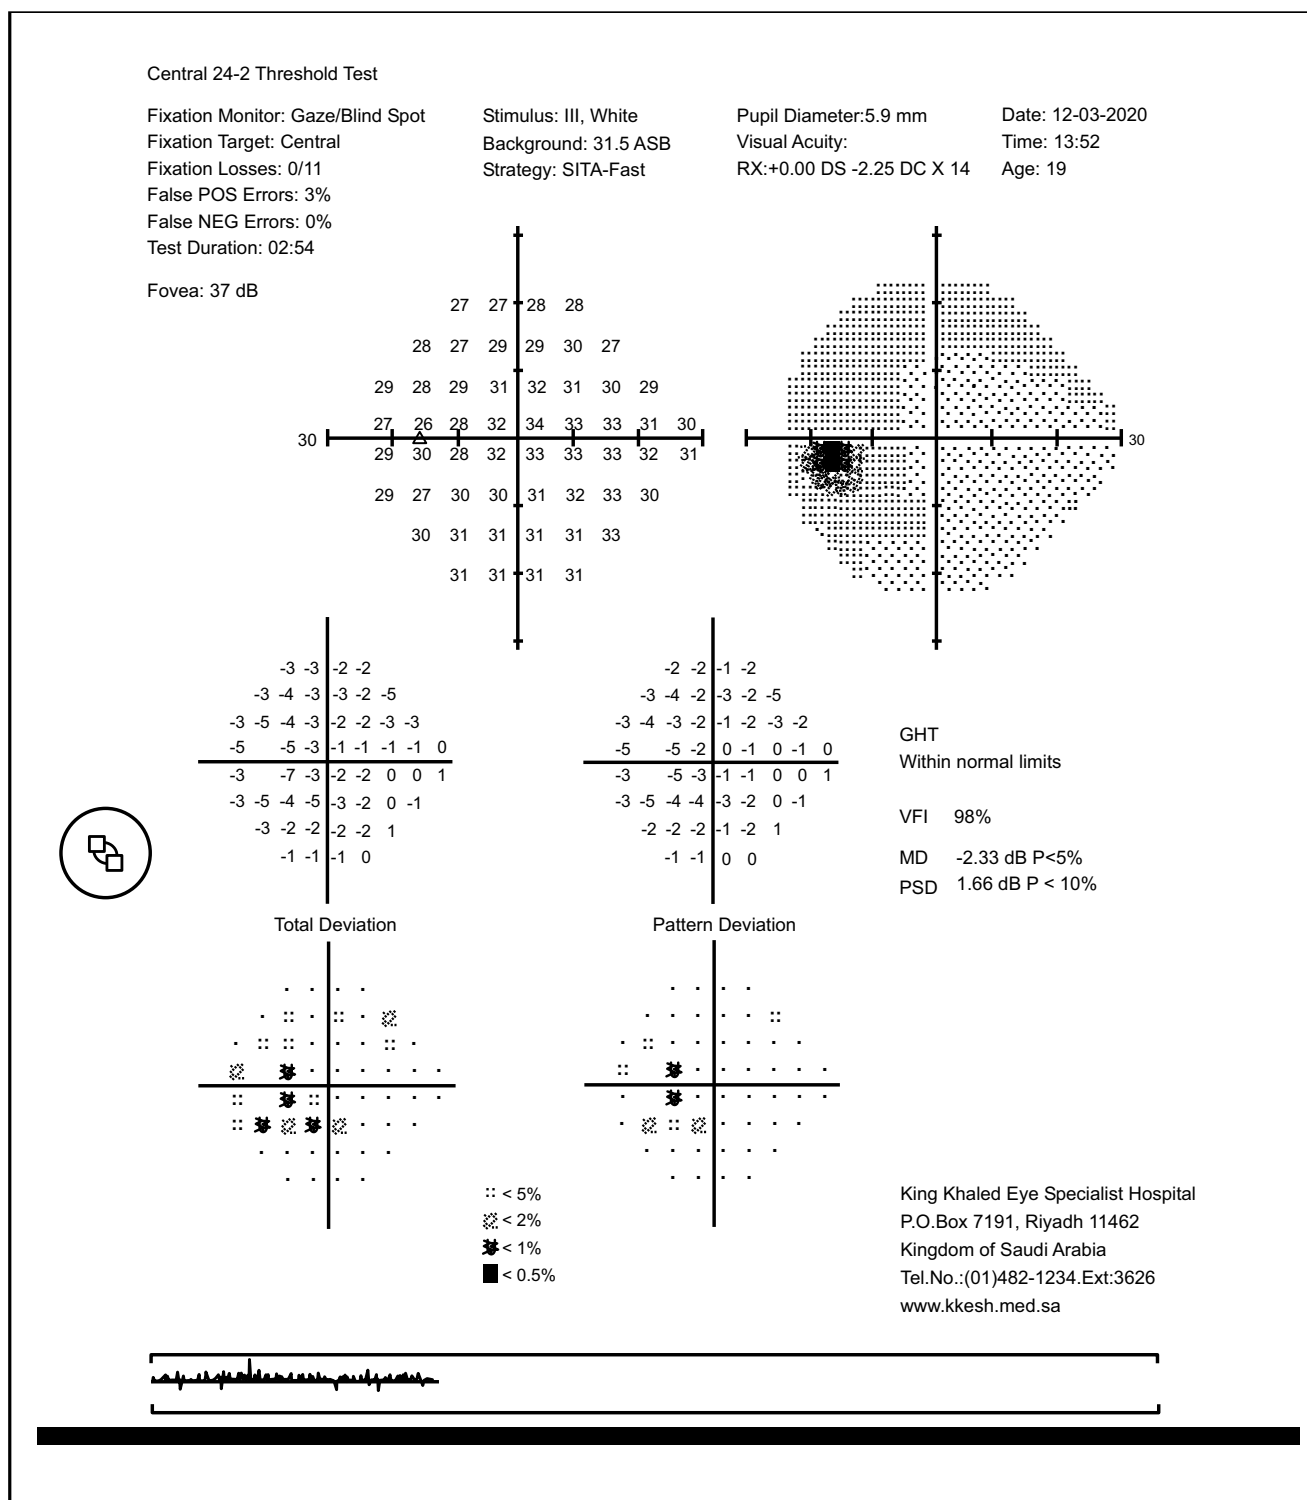 Central 24-2 Threshold Test
Fixation Monitor: Gaze/Blind Spot
Fixation Target: Central
Fixation Losses: 0/11
False POS Errors: 3%
False NEG Errors: 0%
Test Duration: 02:54
Fovea: 37 dB
Stimulus: III, White
Background: 31.5 ASB
Strategy: SITA-Fast
Pupil Diameter:5.9 mm
Visual Acuity:
RX:+0.00 DS -2.25 DC X 14
Date: 12-03-2020
Time: 13:52
Age: 19
27 27 28 28
28 27 29 29 30 27
29 28 29 31 32 31 30 29
27 26 28 32 34 33 33 31 30
30
29 30 28 32 33 33 33 32 31
29 27 30 30 31 32 33 30
30 31 31 31 31 33
31 31 31 31
30
-3 -3 -2 -2
-3 -4 -3 -3 -2 -5
-3 -5 -4 -3 -2 -2 -3 -3
-5 -5 -3 -1 -1 -1 -1 0
-3 -7 -3 -2 -2 0 0 1
-3 -5 -4 -5 -3 -2 0 -1
-3 -2 -2 -2 -2 1
-1 -1 -1 0
Total Deviation
-2 -2 -1 -2
-3 -4 -2 -3 -2 -5
-3 -4 -3 -2 -1 -2 -3 -2
-5 -5 -2 0 -1 0 -1 0
-3 -5 -3 -1 -1 0 0 1
-3 -5 -4 -4 -3 -2 0 -1
-2 -2 -2 -1 -2 1
-1 -1 0 0
Pattern Deviation
GHT
Within normal limits
VFI 98%
MD -2.33 dB P<5%
PSD 1.66 dB P < 10%
< 5%
< 2%
< 1%
< 0.5%
King Khaled Eye Specialist Hospital
P.O.Box 7191, Riyadh 11462
Kingdom of Saudi Arabia
Tel.No.:(01)482-1234.Ext:3626
www.kkesh.med.sa